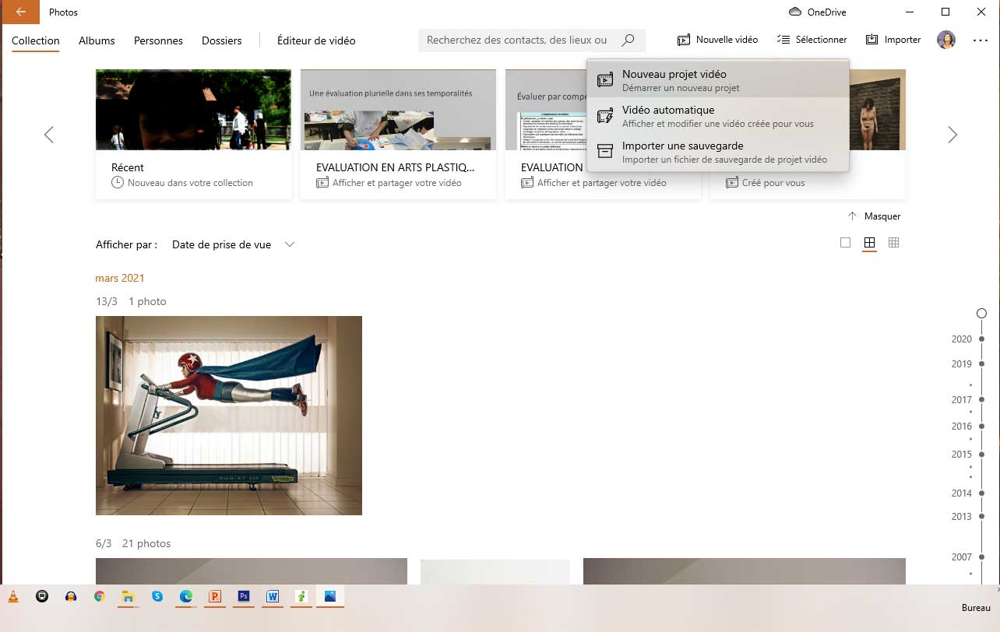 Photos
OneDrive
Collection
Albums
Personnes
Dossiers
Éditeur de vidéo
Recherchez des contacts, des lieux ou
Nouvelle vidéo
Sélectionner
Importer
Nouveau projet vidéo
Démarrer un nouveau projet
Vidéo automatique
Afficher et modifier une vidéo créée pour vous
Importer une sauvegarde
Importer un fichier de sauvegarde de projet vidéo
Une évaluation plurielle dans ses temporalités
Évaluer par
Récent
Nouveau dans votre collection
EVALUATION EN ARTS PLASTIQ...
Afficher et partager votre vidéo
EVALUATION
Afficher et partager votre vidéo
Créé pour vous
Masquer
Afficher par :
Date de prise de vue
mars 2021
13/3 1 photo
2020
2019
2017
2016
2015
2014
2013
2007
6/3 21 photos
Bureau